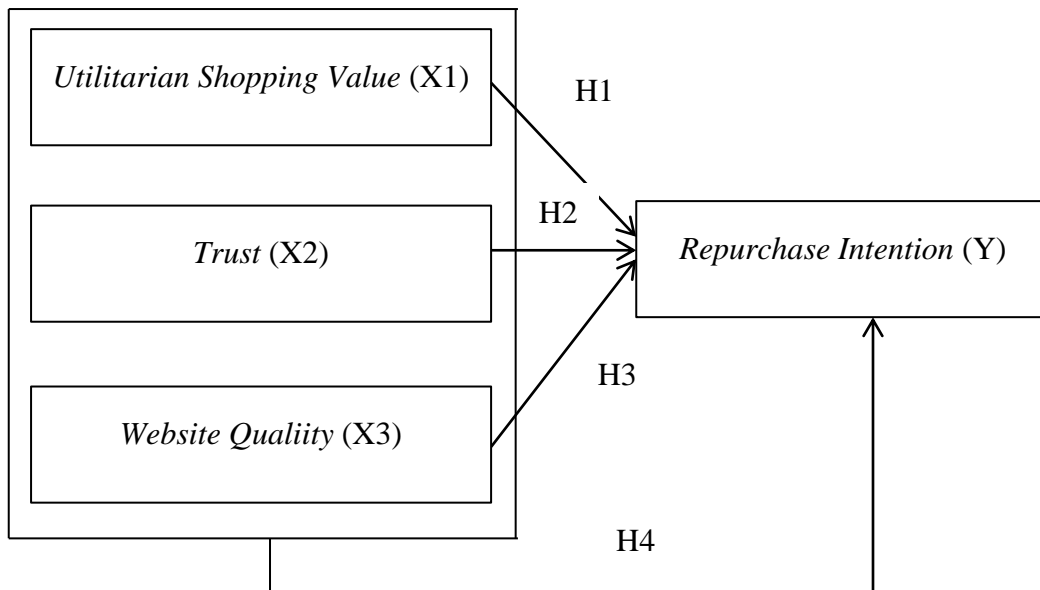 Utilitarian Shopping Value (X1)
H1
H2
Trust (X2)
Repurchase Intention (Y)
H3
Website Qualiity (X3)
H4